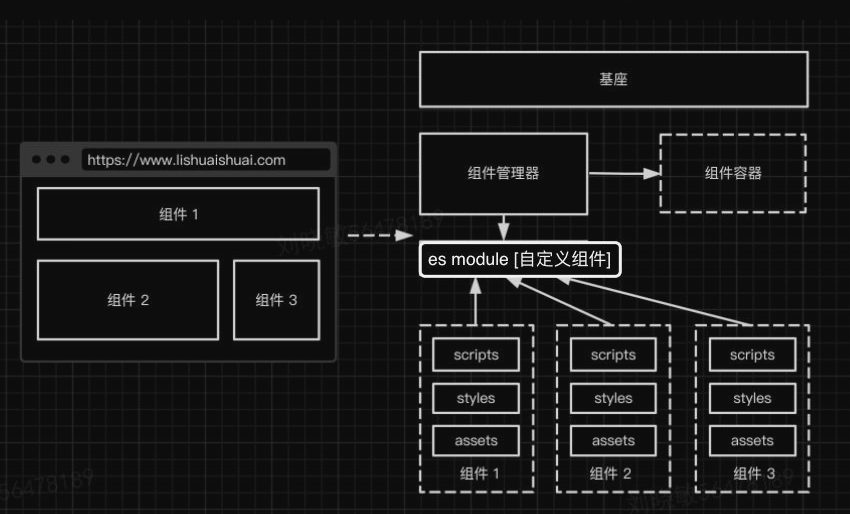 基座
https://www.lishuaishuai.com
组件管理器
组件容器
组件 1
es module [自定义组件]
组件 2
组件 3
scripts
scripts
scripts
styles
styles
styles
assets
assets
assets
组件 1
组件 2
组件 3
56478189